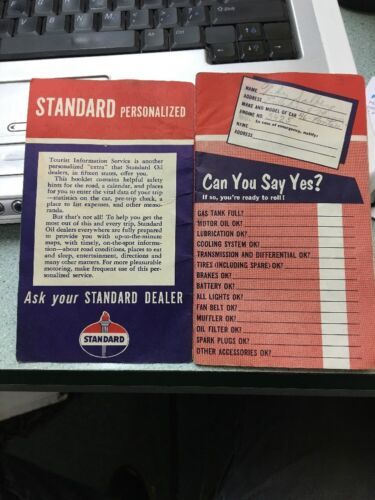 STANDARD PERSONALIZED
Tourist Information Service is another
personalized "extra" that Standard Oil
dealers, in fifteen states, offer you.
This booklet contains helpful safety
hints for the road, a calendar, and places
for you to enter the vital data of your trip
—statistics on the car, pre-trip check, a
place to list expenses, and other memo-
randa.
But that's not all! To help you get the
most out of this and every trip, Standard
Oil dealers everywhere are fully prepared
to provide you with up-to-the-minute
maps, with timely, on-the-spot informa-
tion—about road conditions, places to eat
and sleep, entertainment, directions and
many other matters. For more pleasurable
motoring, make frequent use of this per-
sonalized service.
Ask your STANDARD DEALER
STANDARD
NAME
ADDRESS
MAKE AND MODEL OF CAR
ENGINE NO.
In case of emergency, notify:
NAME
ADDRESS
Can You Say Yes?
If so, you're ready to roll!
GAS TANK FULL?
MOTOR OIL OK?
LUBRICATION OK?
COOLING SYSTEM OK?
TRANSMISSION AND DIFFERENTIAL OK?
TIRES (INCLUDING SPARE) OK?
BRAKES OK?
BATTERY OK?
ALL LIGHTS OK?
FAN BELT OK?
MUFFLER OK?
OIL FILTER OK?
SPARK PLUGS OK?
OTHER ACCESSORIES OK?